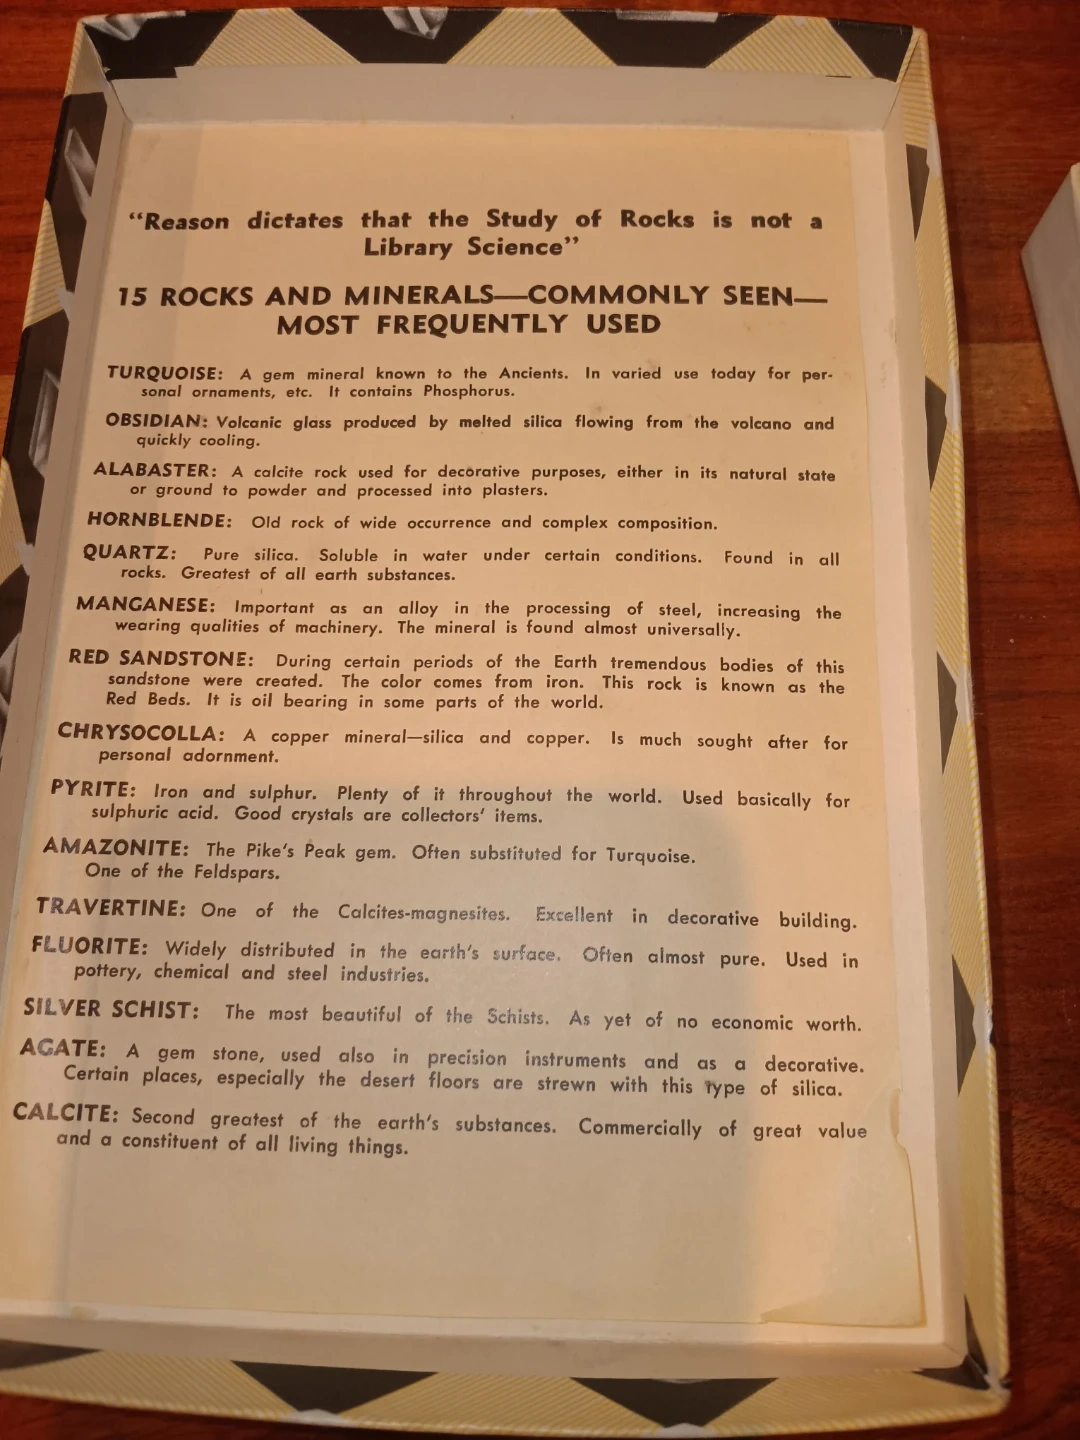 “Reason dictates that the Study of Rocks is not a
Library Science”
15 ROCKS AND MINERALS—COMMONLY SEEN—
MOST FREQUENTLY USED
TURQUOISE: A gem mineral known to the Ancients. In varied use today for per-
sonal ornaments, etc. It contains Phosphorus.
OBSIDIAN: Volcanic glass produced by melted silica flowing from the volcano and
quickly cooling.
ALABASTER: A calcite rock used for decorative purposes, either in its natural state
or ground to powder and processed into plasters.
HORNBLENDE: Old rock of wide occurrence and complex composition.
QUARTZ: Pure silica. Soluble in water under certain conditions. Found in all
rocks. Greatest of all earth substances.
MANGANESE: Important as an alloy in the processing of steel, increasing the
wearing qualities of machinery. The mineral is found almost universally.
RED SANDSTONE: During certain periods of the Earth tremendous bodies of this
sandstone were created. The color comes from iron. This rock is known as the
Red Beds. It is oil bearing in some parts of the world.
CHRYSOCOLLA: A copper mineral—silica and copper. Is much sought after for
personal adornment.
PYRITE: Iron and sulphur. Plenty of it throughout the world. Used basically for
sulphuric acid. Good crystals are collectors’ items.
AMAZONITE: The Pike’s Peak gem. Often substituted for Turquoise.
One of the Feldspars.
TRAVERTINE: One of the Calcites-magnesites. Excellent in decorative building.
FLUORITE: Widely distributed in the earth’s surface. Often almost pure. Used in
pottery, chemical and steel industries.
SILVER SCHIST: The most beautiful of the Schists. As yet of no economic worth.
AGATE: A gem stone, used also in precision instruments and as a decorative.
Certain places, especially the desert floors are strewn with this type of silica.
CALCITE: Second greatest of the earth’s substances. Commercially of great value
and a constituent of all living things.